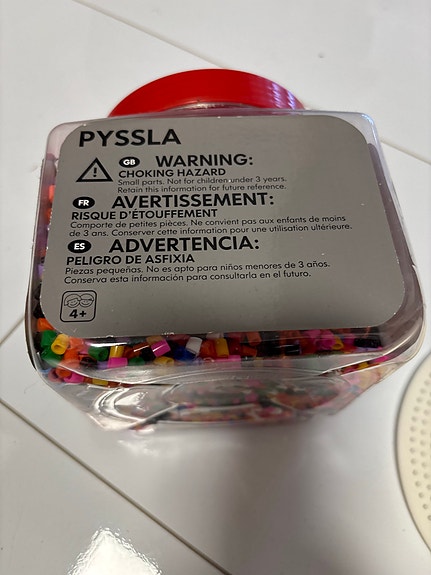 PYSSLA
GB WARNING:
CHOKING HAZARD
Small parts. Not for children under 3 years.
Retain this information for future reference.
FR AVERTISSEMENT:
RISQUE D'ÉTOUFFEMENT
Comporte de petites pièces. Ne convient pas aux enfants de moins
de 3 ans. Conserver cette information pour une utilisation ultérieure.
ES ADVERTENCIA:
PELIGRO DE ASFIXIA
Piezas pequeñas. No es apto para niños menores de 3 años.
Conserva esta información para consultarla en el futuro.
4+